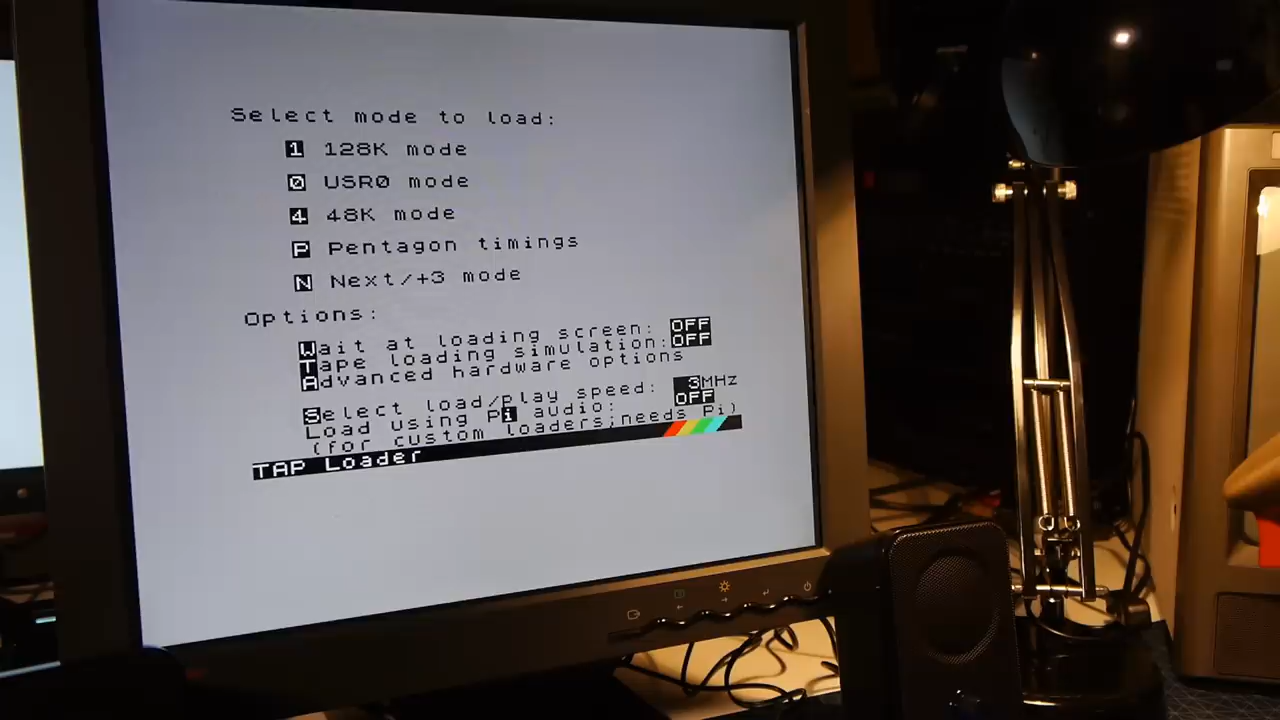 Select mode to load:
1 128K mode
0 USR0 mode
4 48K mode
P Pentagon timings
N Next/+3 mode
Options:
Wait at loading screen: OFF
Tape loading simulation: OFF
Advanced hardware options
Select load/play speed: 3MHz
Load using Pi audio: OFF
(for custom loaders;needs Pi)
TAP Loader